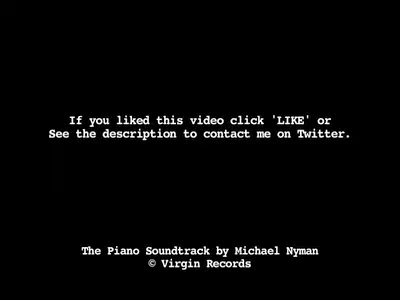 If you liked this video click 'LIKE' or
See the description to contact me on Twitter.
The Piano Soundtrack by Michael Nyman
© Virgin Records